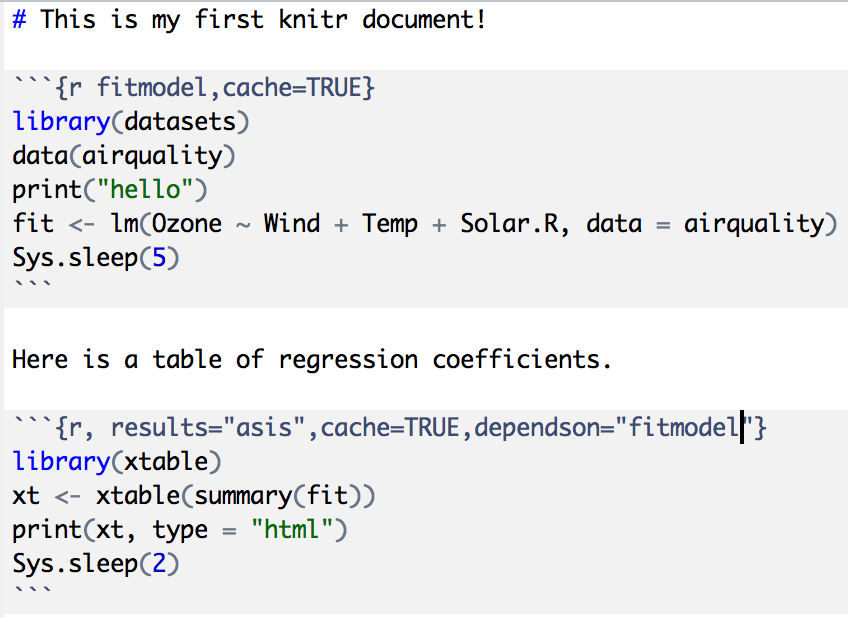 # This is my first knitr document!
```{r fitmodel,cache=TRUE}
library(datasets)
data(airquality)
print("hello")
fit <- lm(Ozone ~ Wind + Temp + Solar.R, data = airquality)
Sys.sleep(5)
```
Here is a table of regression coefficients.
```{r, results="asis",cache=TRUE,dependson="fitmodel"}
library(xtable)
xt <- xtable(summary(fit))
print(xt, type = "html")
Sys.sleep(2)
```